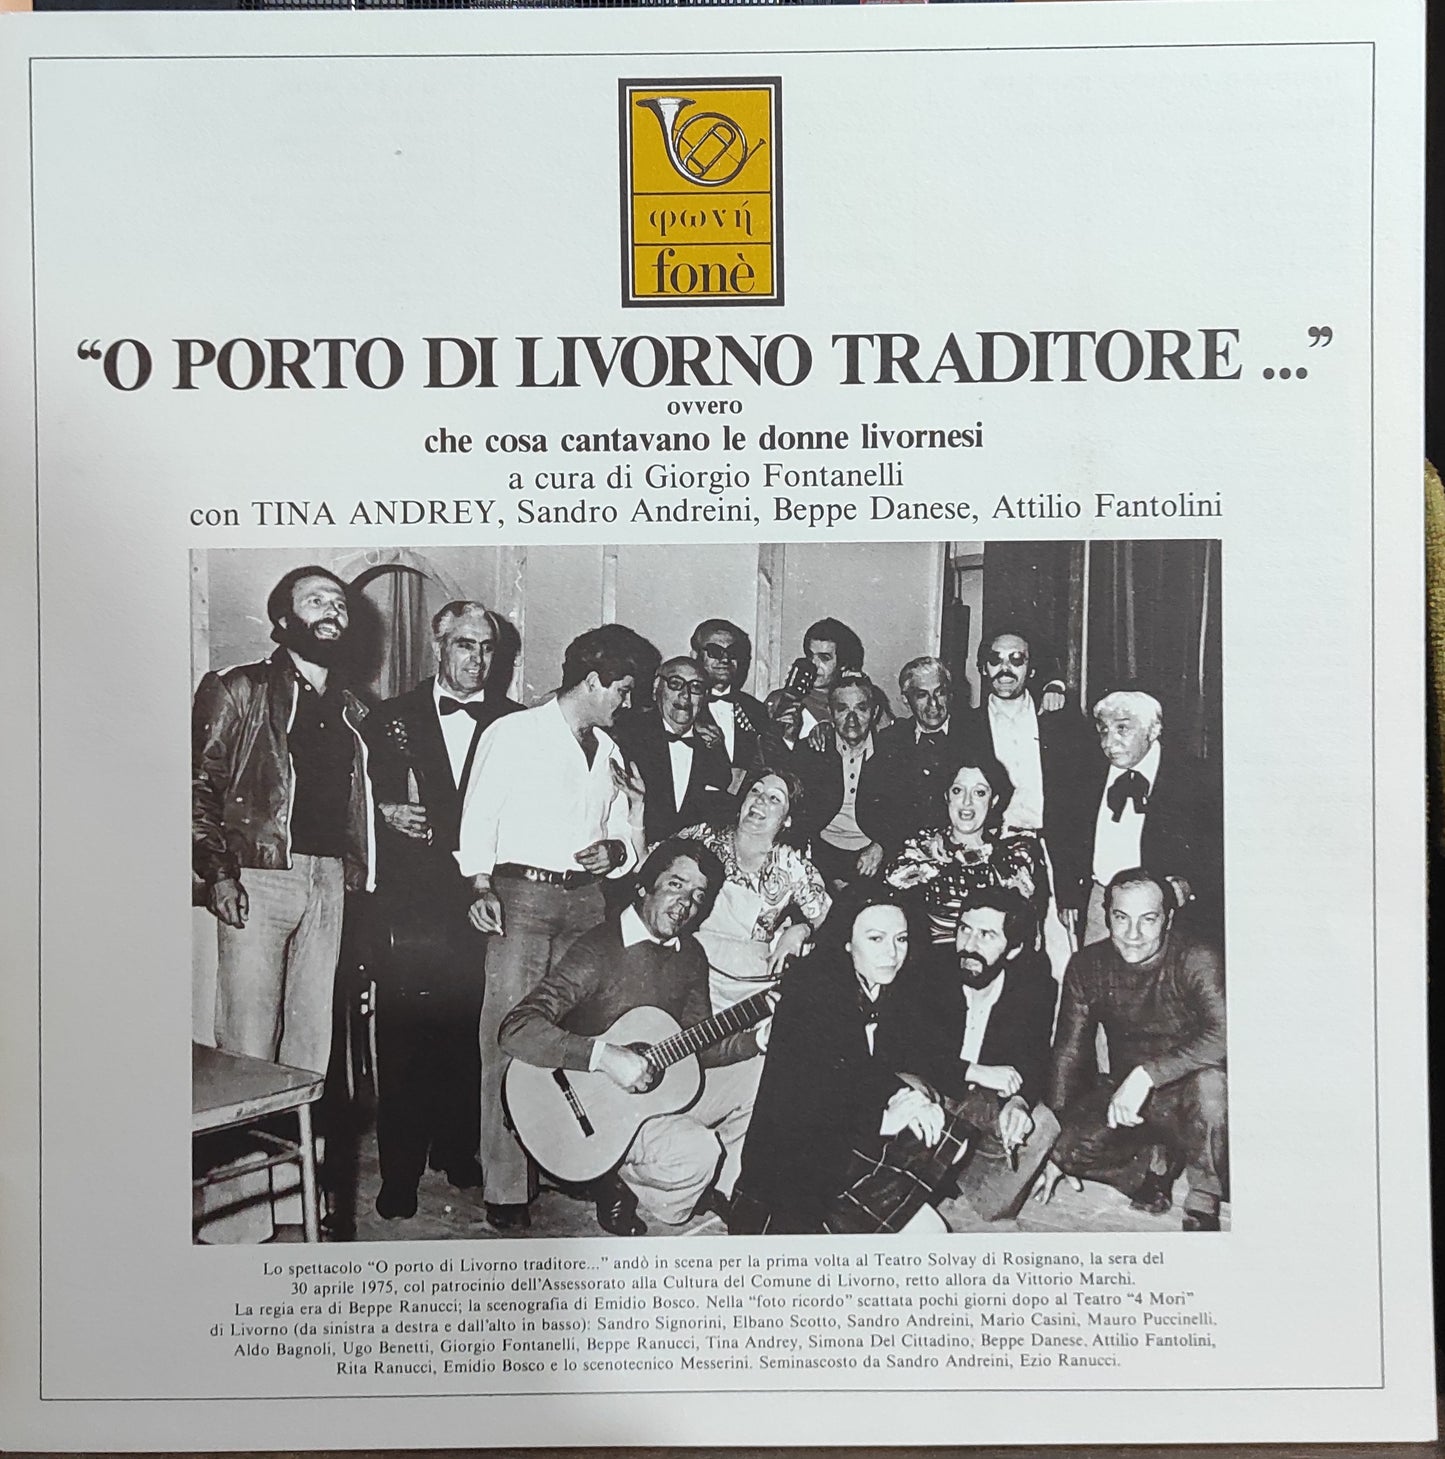 φωνή
fonè
“O PORTO DI LIVORNO TRADITORE ...”
ovvero
che cosa cantavano le donne livornesi
a cura di Giorgio Fontanelli
con TINA ANDREY, Sandro Andreini, Beppe Danese, Attilio Fantolini
Lo spettacolo “O porto di Livorno traditore...” andò in scena per la prima volta al Teatro Solvay di Rosignano, la sera del
30 aprile 1975, col patrocinio dell'Assessorato alla Cultura del Comune di Livorno, retto allora da Vittorio Marchi.
La regia era di Beppe Ranucci; la scenografia di Emidio Bosco. Nella “foto ricordo” scattata pochi giorni dopo al Teatro “4 Mori”
di Livorno (da sinistra a destra e dall'alto in basso): Sandro Signorini, Elbano Scotto, Sandro Andreini, Mario Casini, Mauro Puccinelli,
Aldo Bagnoli, Ugo Benetti, Giorgio Fontanelli, Beppe Ranucci, Tina Andrey, Simona Del Cittadino, Beppe Danese, Attilio Fantolini,
Rita Ranucci, Emidio Bosco e lo scenotecnico Messerini. Seminascosto da Sandro Andreini, Ezio Ranucci.